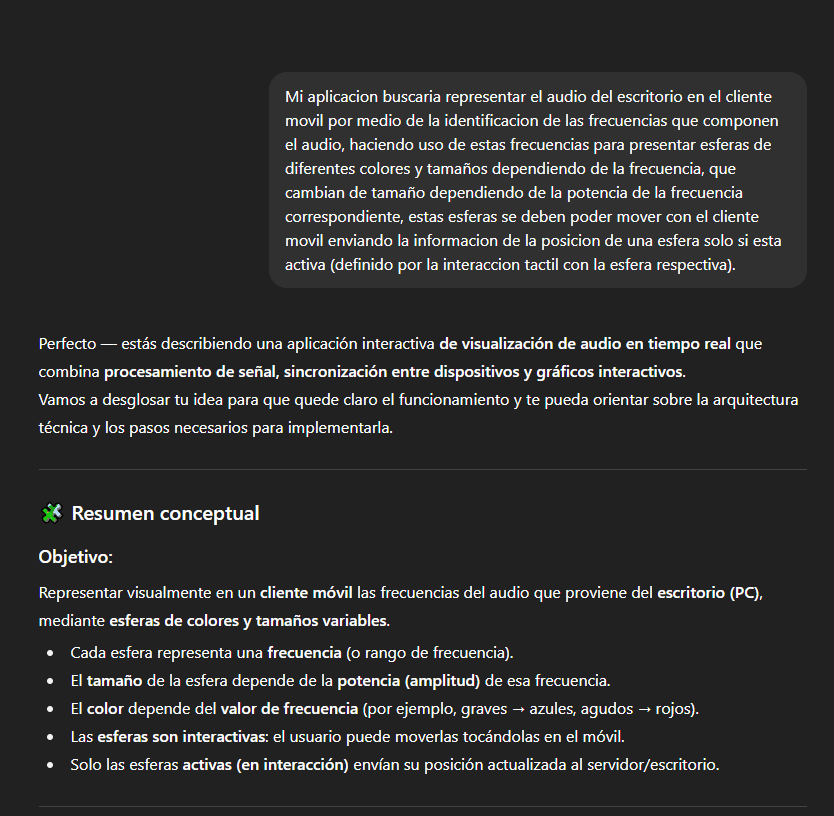 Mi aplicacion buscaria representar el audio del escritorio en el cliente
movil por medio de la identificacion de las frecuencias que componen
el audio, haciendo uso de estas frecuencias para presentar esferas de
diferentes colores y tamaños dependiendo de la frecuencia, que
cambian de tamaño dependiendo de la potencia de la frecuencia
correspondiente, estas esferas se deben poder mover con el cliente
movil enviando la informacion de la posicion de una esfera solo si esta
activa (definido por la interaccion tactil con la esfera respectiva).
Perfecto — estás describiendo una aplicación interactiva de visualización de audio en tiempo real que
combina procesamiento de señal, sincronización entre dispositivos y gráficos interactivos.
Vamos a desglosar tu idea para que quede claro el funcionamiento y te pueda orientar sobre la arquitectura
técnica y los pasos necesarios para implementarla.
🧩 Resumen conceptual
Objetivo:
Representar visualmente en un cliente móvil las frecuencias del audio que proviene del escritorio (PC),
mediante esferas de colores y tamaños variables.
• Cada esfera representa una frecuencia (o rango de frecuencia).
• El tamaño de la esfera depende de la potencia (amplitud) de esa frecuencia.
• El color depende del valor de frecuencia (por ejemplo, graves → azules, agudos → rojos).
• Las esferas son interactivas: el usuario puede moverlas tocándolas en el móvil.
• Solo las esferas activas (en interacción) envían su posición actualizada al servidor/escritorio.